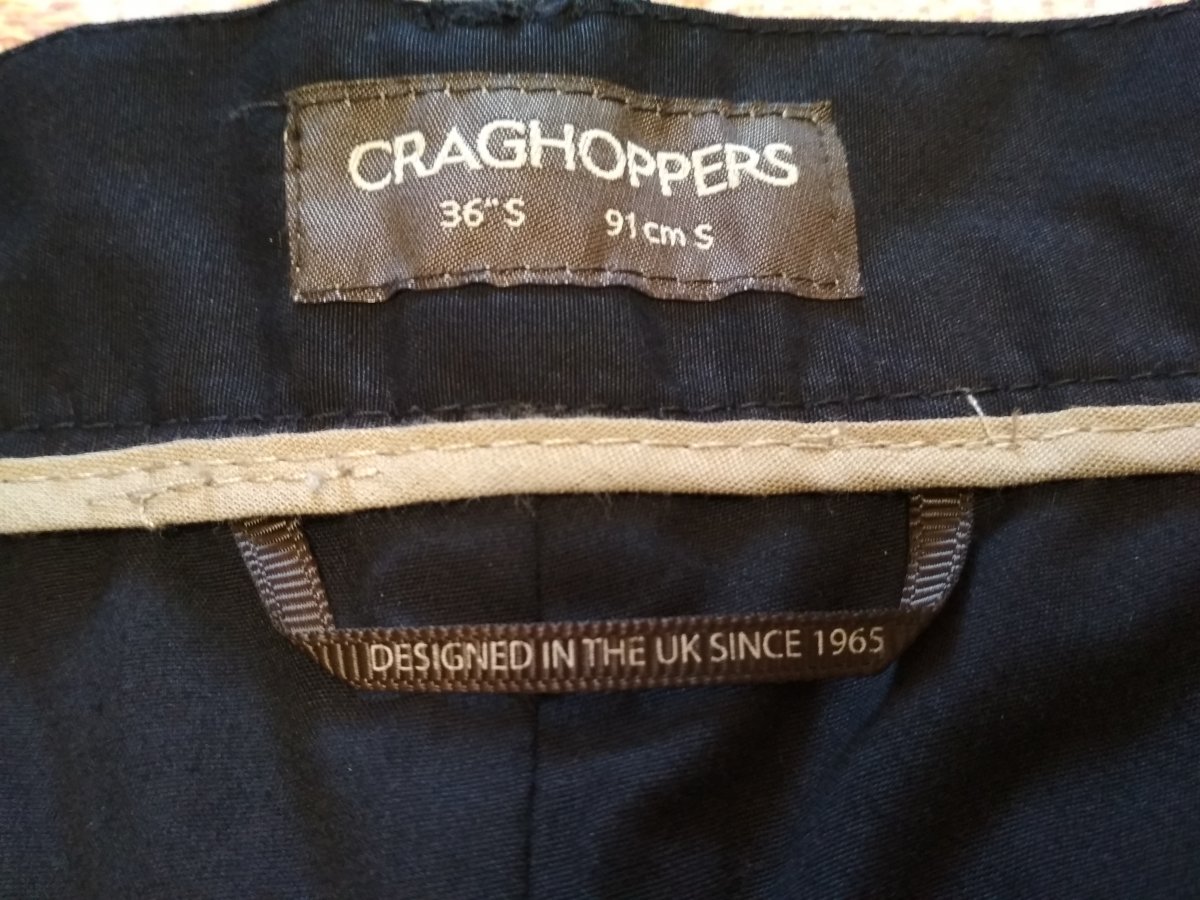 CRAGHOPPERS
36" S 91 cm S
DESIGNED IN THE UK SINCE 1965